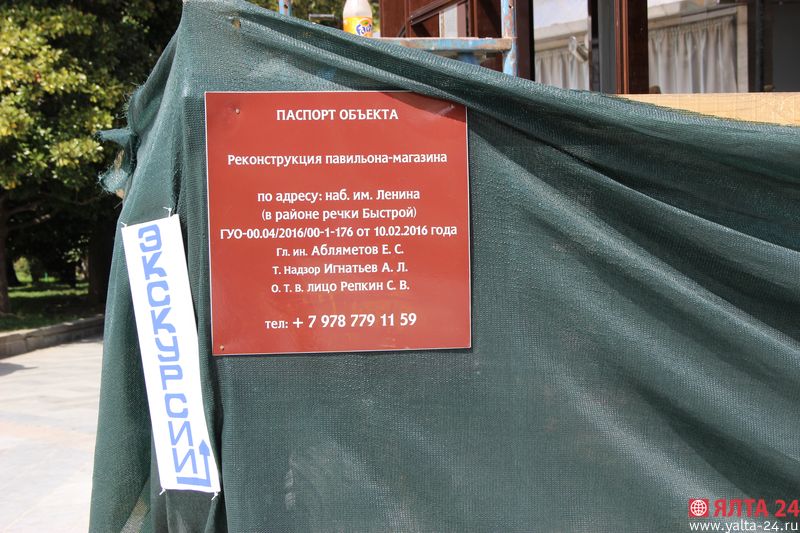 ПАСПОРТ ОБЪЕКТА
Реконструкция павильона-магазина
по адресу: наб. им. Ленина
(в районе речки Быстрой)
ГУО-00.04/2016/00-1-176 от 10.02.2016 года
Гл. ин. Абляметов Е. С.
т. Надзор Игнатьев А. Л.
о. т. в. лицо Репкин С. В.
тел: + 7 978 779 11 59
ЭКСКУРСИИ
ЯЛТА 24
www.yalta-24.ru